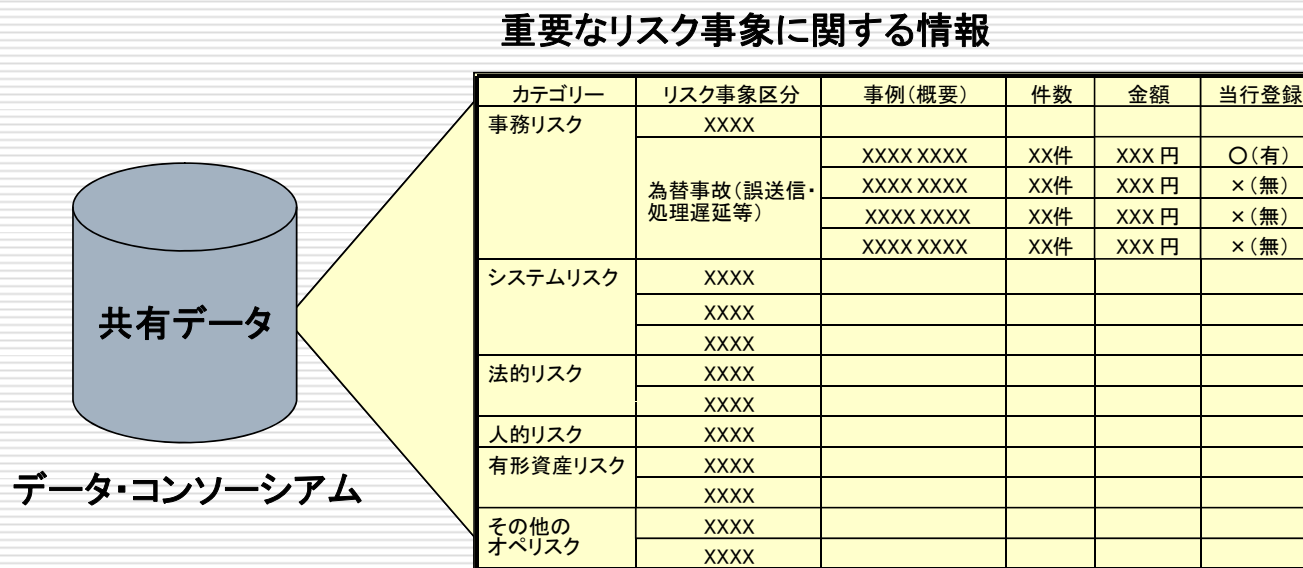 重要なリスク事象に関する情報
カテゴリー リスク事象区分 事例(概要) 件数 金額 当行登録
事務リスク XXXX
XXXX XXXX XX件 XXX 円 〇(有)
為替事故(誤送信・ XXXX XXXX XX件 XXX 円 ×(無)
処理遅延等) XXXX XXXX XX件 XXX 円 ×(無)
XXXX XXXX XX件 XXX 円 ×(無)
システムリスク XXXX
XXXX
XXXX
法的リスク XXXX
XXXX
人的リスク XXXX
有形資産リスク XXXX
XXXX
その他の XXXX
オペリスク
XXXX
共有データ
データ・コンソーシアム